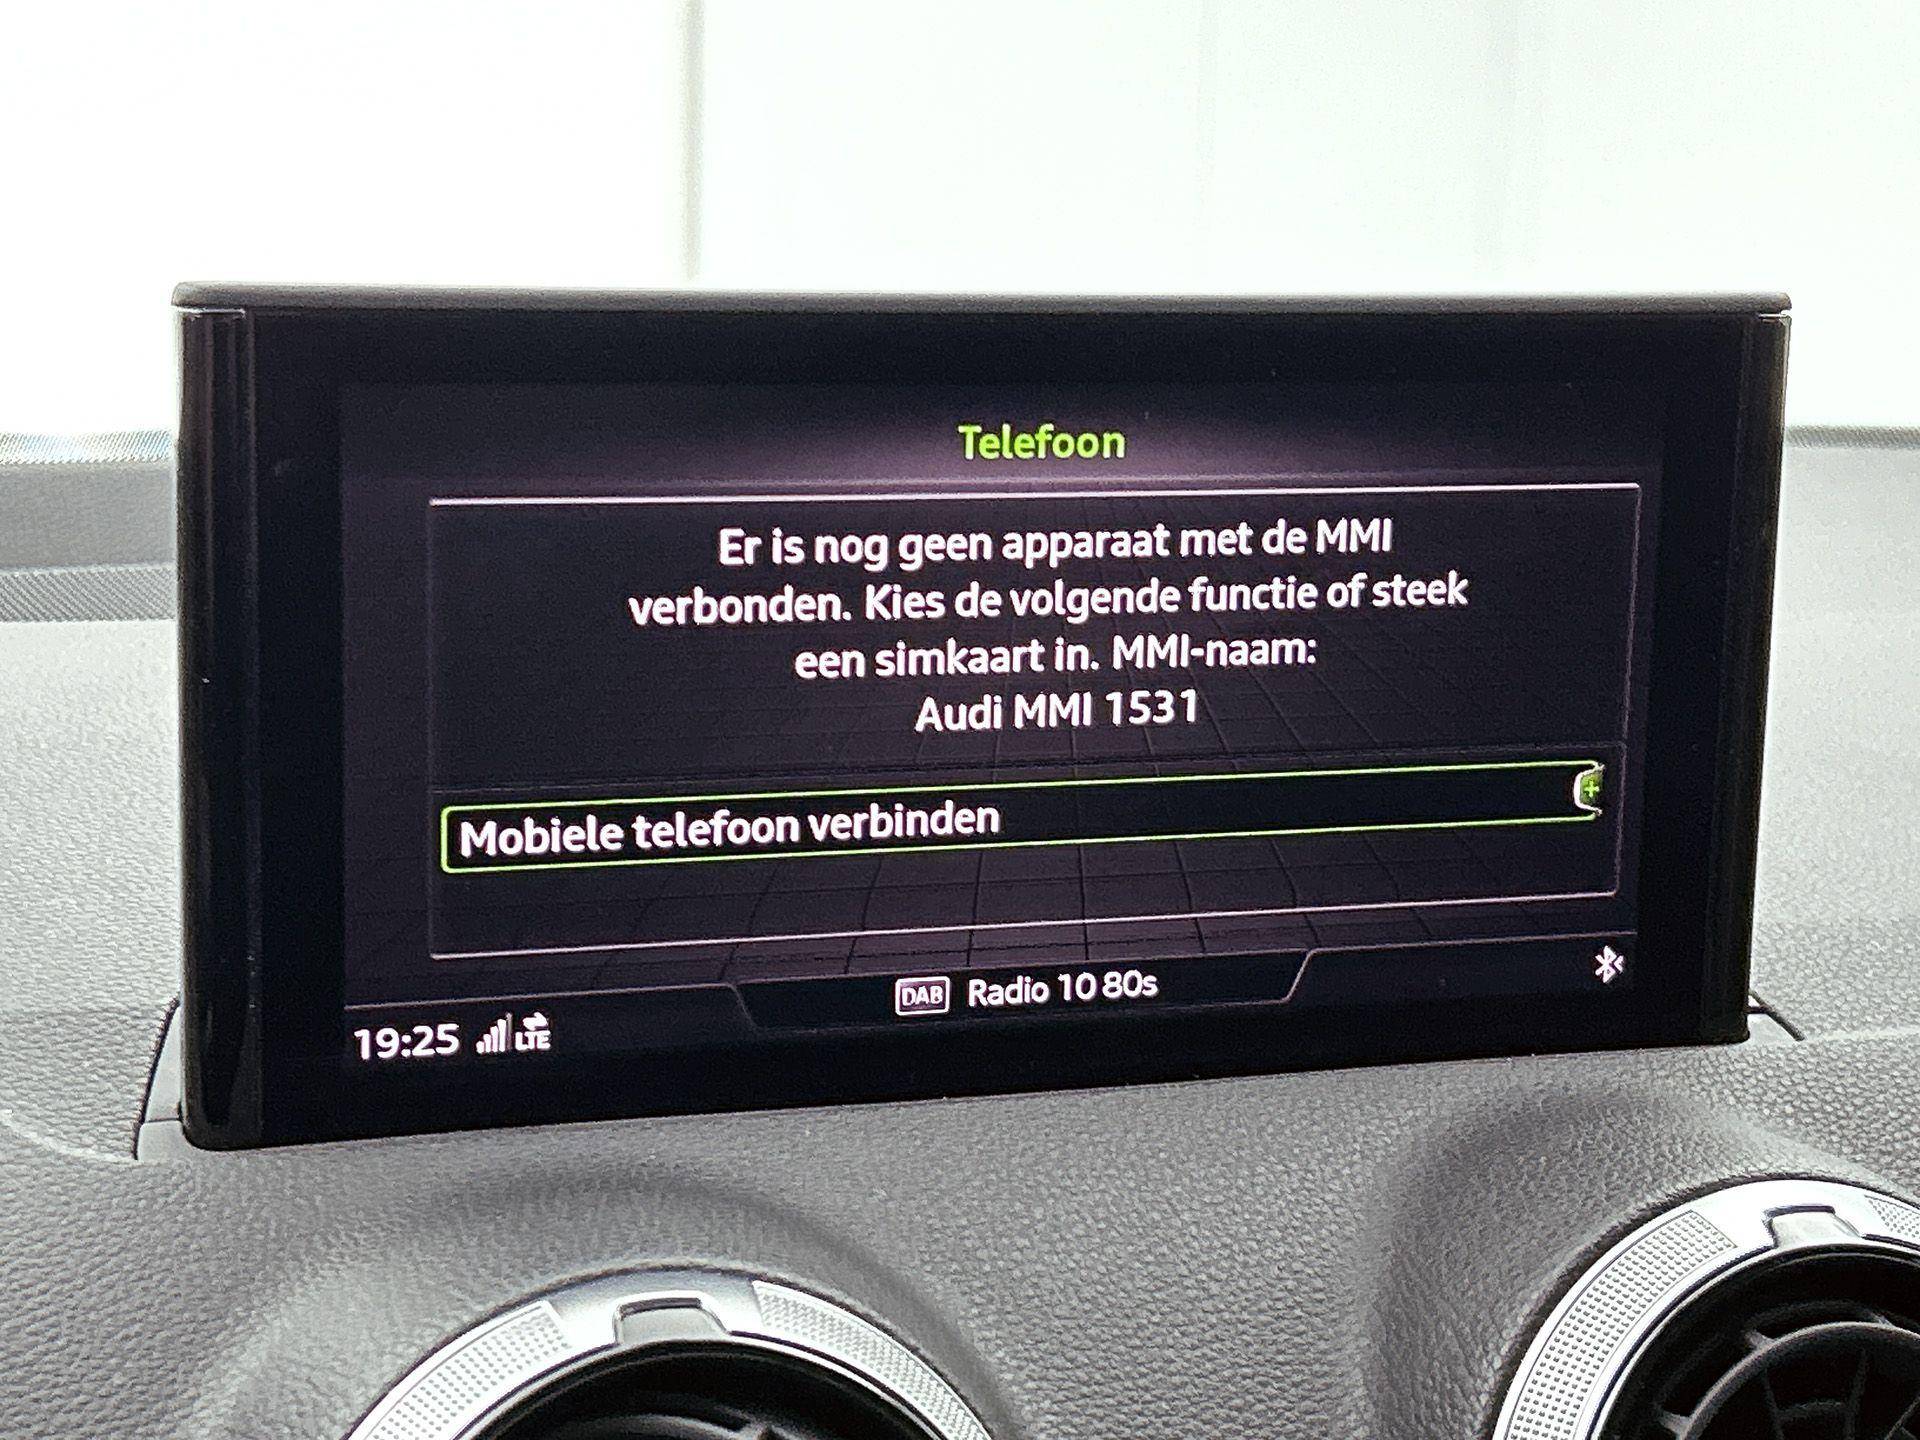 Telefoon
Er is nog geen apparaat met de MMI
verbonden. Kies de volgende functie of steek
een simkaart in. MMI-naam:
Audi MMI 1531
Mobiele telefoon verbinden
DAB Radio 10 80s
19:25 LTE